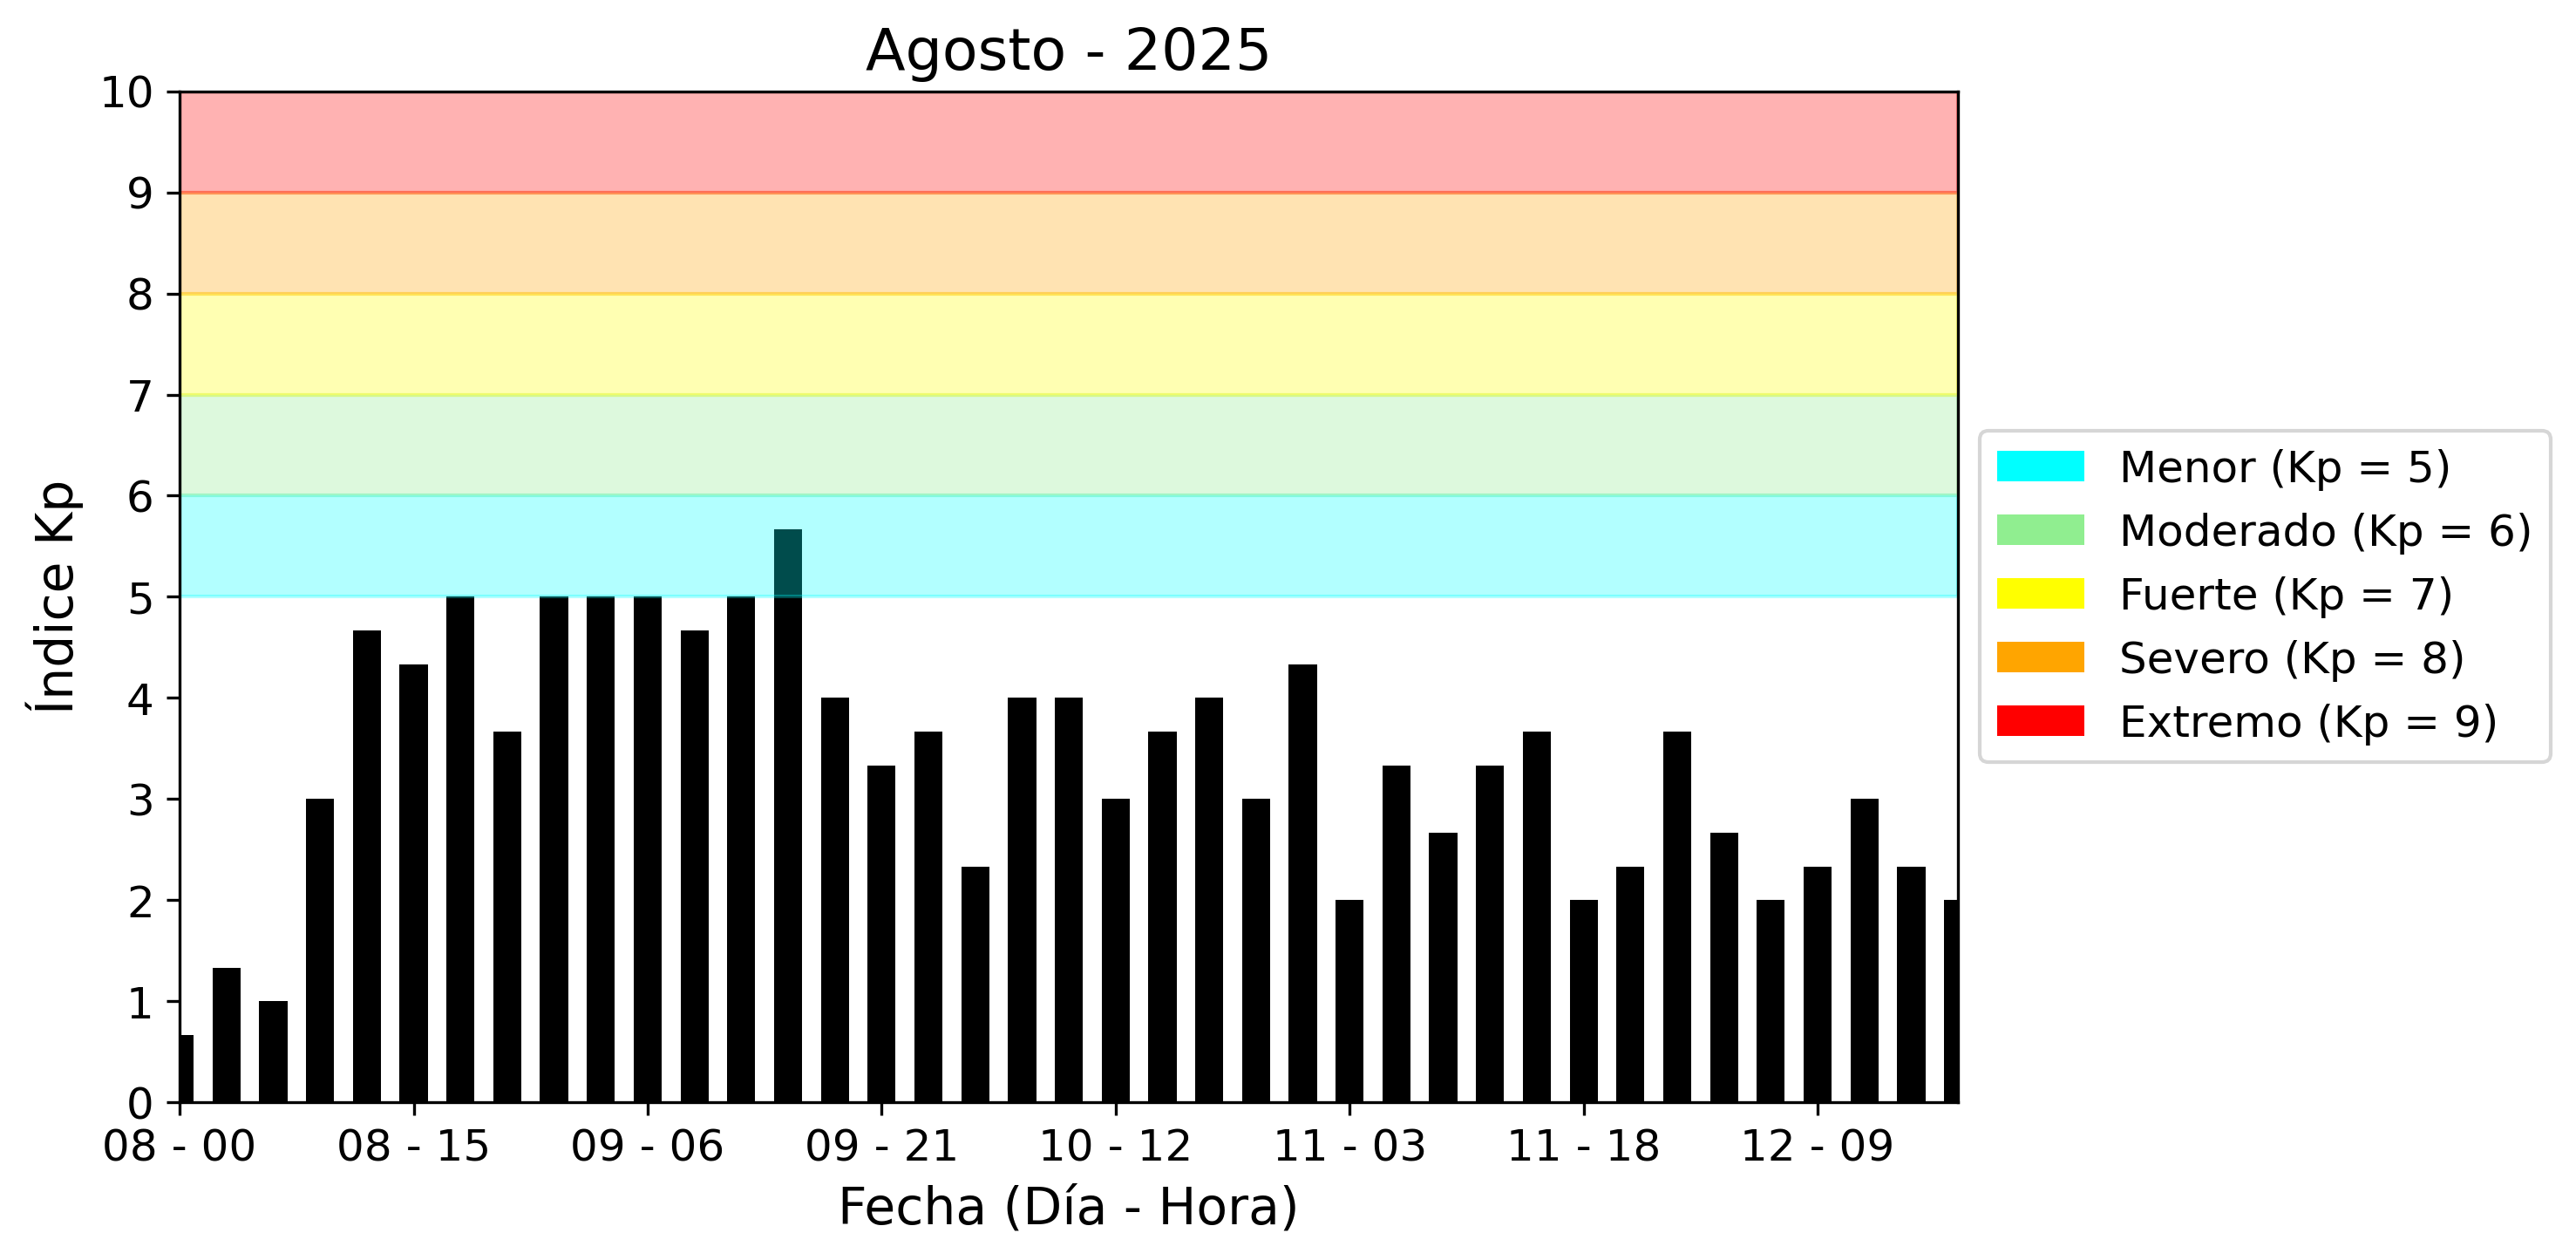 Agosto - 2025
10
9
8
7
6
5
4
3
2
1
0
Índice Kp
08 - 00
08 - 15
09 - 06
09 - 21
10 - 12
11 - 03
11 - 18
12 - 09
Fecha (Día - Hora)
Menor (Kp = 5)
Moderado (Kp = 6)
Fuerte (Kp = 7)
Severo (Kp = 8)
Extremo (Kp = 9)